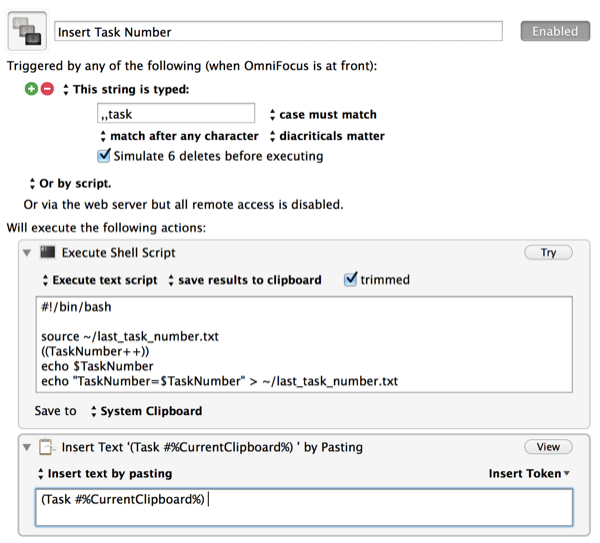 Insert Task Number
Enabled
Triggered by any of the following (when OmniFocus is at front):
This string is typed:
,,task
case must match
match after any character
diacriticals matter
Simulate 6 deletes before executing
Or by script.
Or via the web server but all remote access is disabled.
Will execute the following actions:
Execute Shell Script
Try
Execute text script
save results to clipboard
trimmed
#!/bin/bash
source ~/last_task_number.txt
((TaskNumber++))
echo $TaskNumber
echo "TaskNumber=$TaskNumber" > ~/last_task_number.txt
Save to
System Clipboard
Insert Text '(Task #%CurrentClipboard%) ' by Pasting
View
Insert text by pasting
Insert Token
(Task #%CurrentClipboard%)